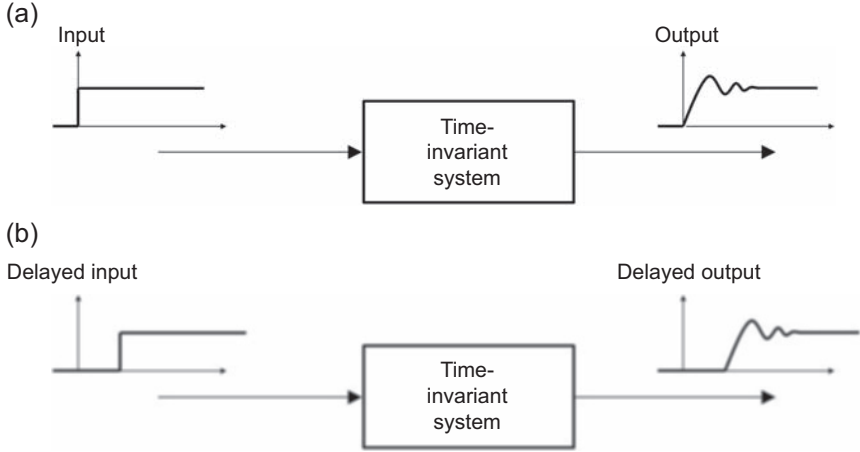 (a)
Input
Output
Time-
invariant
system
(b)
Delayed input
Delayed output
Time-
invariant
system